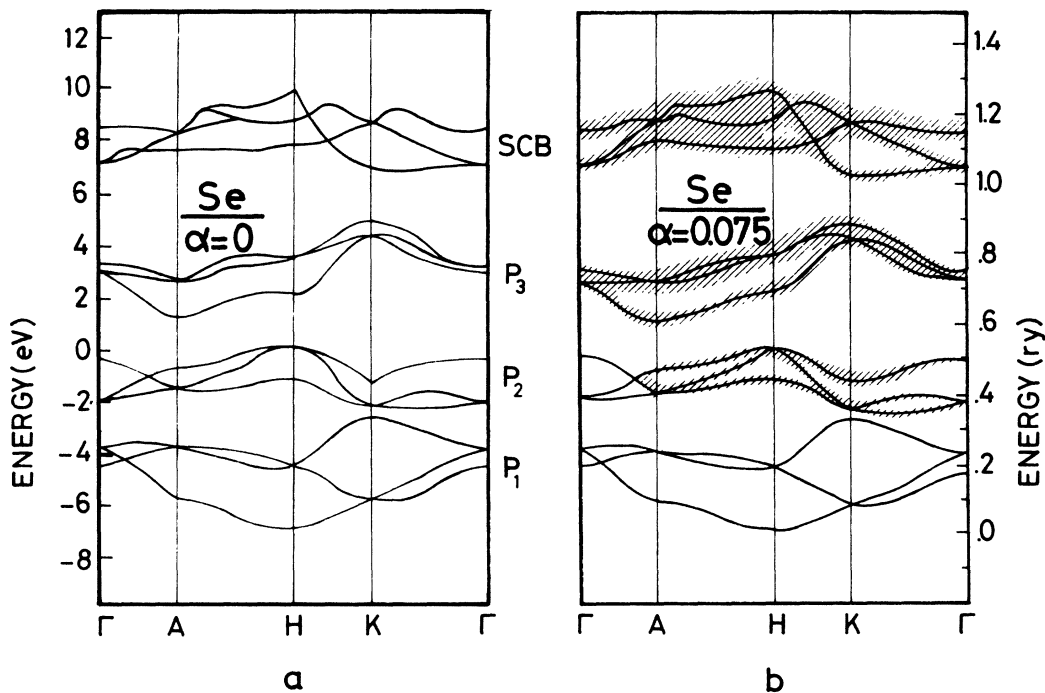 ENERGY (eV)
12
10
8
6
4
2
0
-2
-4
-6
-8
Se
α=0
SCB
P3
P2
P1
Γ A H K Γ
a
Se
α=0.075
1.4
1.2
1.0
.8
.6
.4
.2
.0
ENERGY (ry)
Γ A H K Γ
b